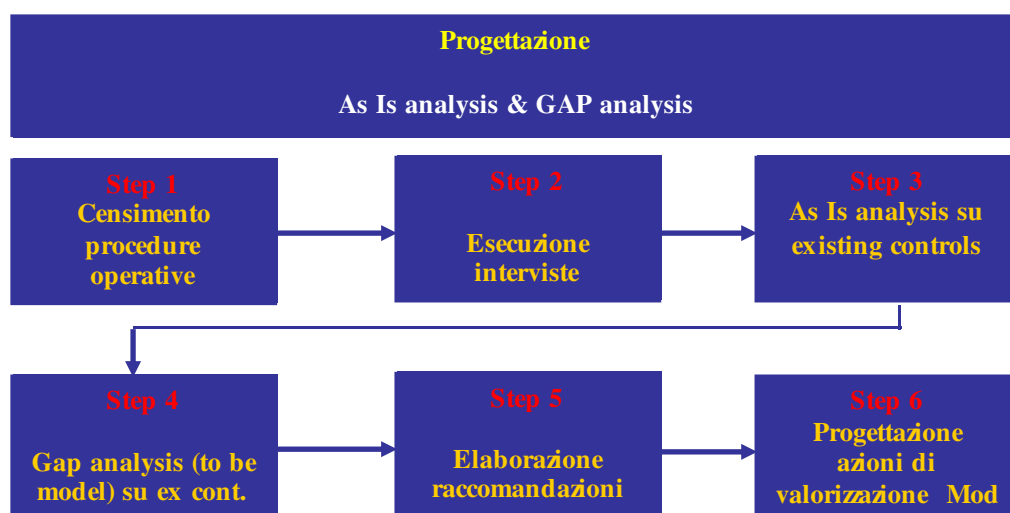 Progettazione
As Is analysis & GAP analysis
Step 1
Censimento
procedure
operative
Step 2
Esecuzione
interviste
Step 3
As Is analysis su
existing controls
Step 4
Gap analysis (to be
model) su ex cont.
Step 5
Elaborazione
raccomandazioni
Step 6
Progettazione
azioni di
valorizzazione Mod